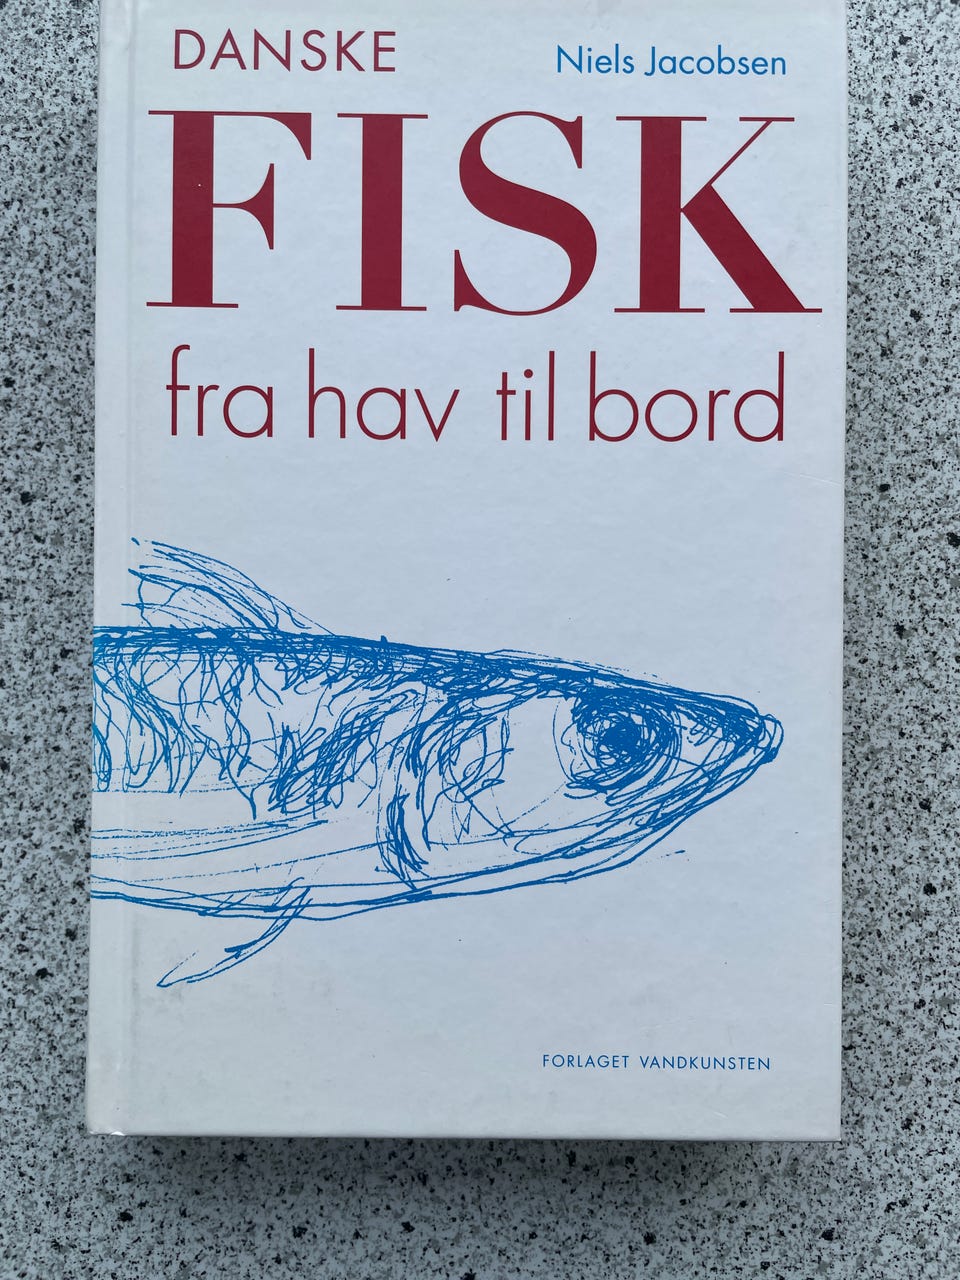 DANSKE
Niels Jacobsen
FISK
fra hav til bord
FORLAGET VANDKUNSTEN